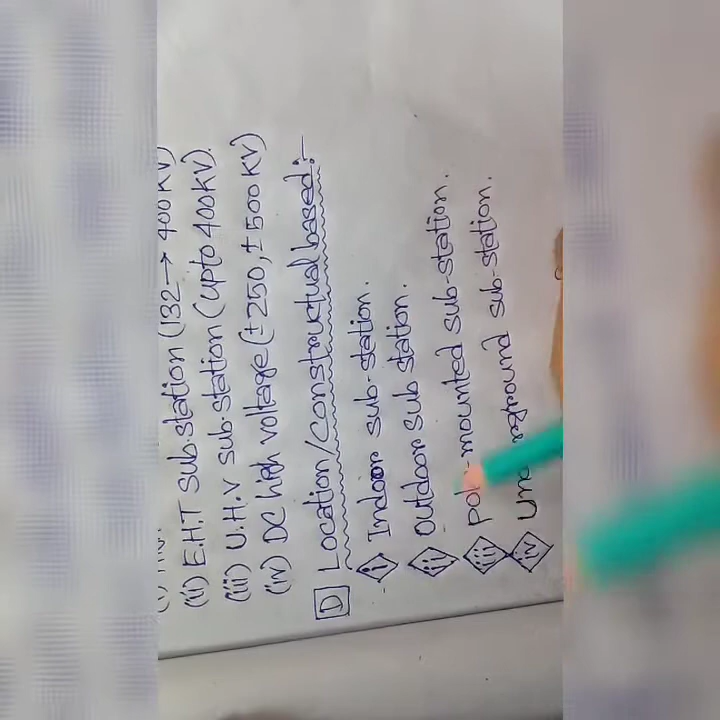 (ii) E.H.T sub.station (132→ 400 KV)
(iii) U.H.V sub.station (upto 400KV).
(iv) DC high voltage (±250, ±500 KV)
D Location/constructual based:-
i Indoor sub-station.
ii Outdoor sub station.
iii pole-mounted sub-station.
iv sub-station.